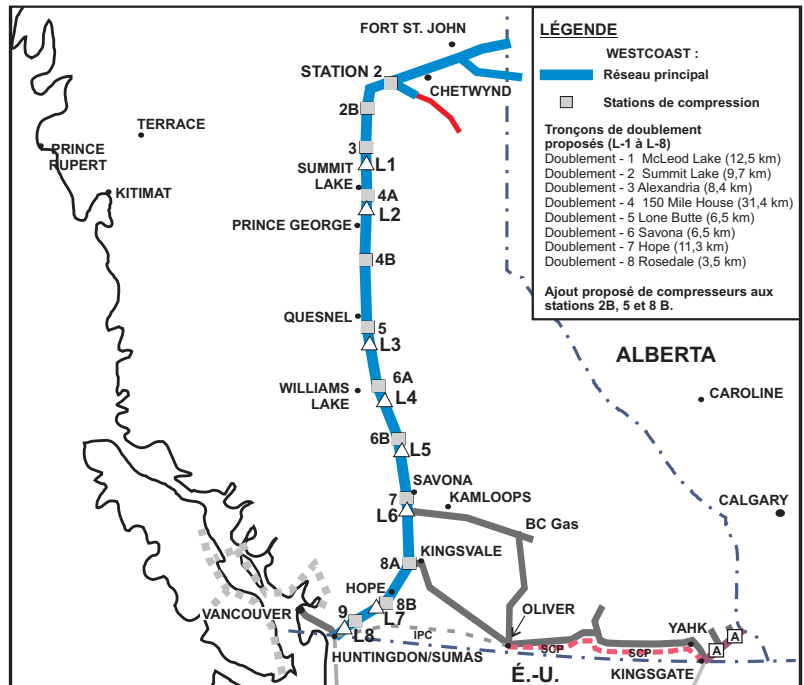 FORT ST. JOHN
STATION 2
CHETWYND
2B
TERRACE
PRINCE
RUPERT
3
L1
SUMMIT
LAKE
KITIMAT
4A
L2
PRINCE GEORGE
4B
QUESNEL
5
L3
6A
WILLIAMS
LAKE
L4
6B
L5
SAVONA
7
KAMLOOPS
L6
BC Gas
8A
KINGSVALE
HOPE
8B
VANCOUVER
9
L7
L8
OLIVER
IPC
YAHK
A
A
HUNTINGDON/SUMAS
SCP
SCP
É.-U.
KINGSGATE
ALBERTA
CAROLINE
CALGARY
LÉGENDE
WESTCOAST :
Réseau principal
Stations de compression
Tronçons de doublement
proposés (L-1 à L-8)
Doublement - 1 McLeod Lake (12,5 km)
Doublement - 2 Summit Lake (9,7 km)
Doublement - 3 Alexandria (8,4 km)
Doublement - 4 150 Mile House (31,4 km)
Doublement - 5 Lone Butte (6,5 km)
Doublement - 6 Savona (6,5 km)
Doublement - 7 Hope (11,3 km)
Doublement - 8 Rosedale (3,5 km)
Ajout proposé de compresseurs aux
stations 2B, 5 et 8 B.